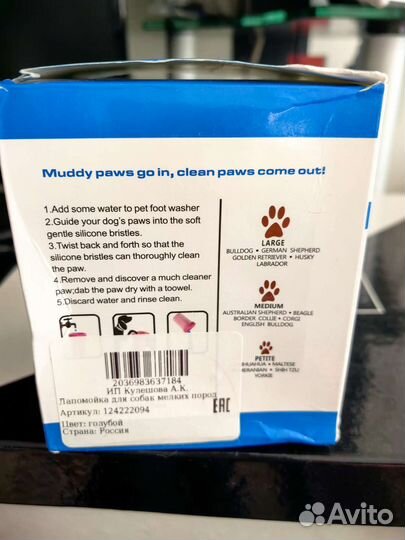 Muddy paws go in, clean paws come out!
1.Add some water to pet foot washer
2.Guide your dog's paws into the soft
gentle silicone bristles.
3.Twist back and forth so that the
silicone bristles can thoroughly clean
the paw.
4.Remove and discover a much cleaner
paw;dab the paw dry with a toowel.
5.Discard water and rinse clean.
LARGE
BULLDOG • GERMAN SHEPHERD
GOLDEN RETRIEVER • HUSKY
LABRADOR
MEDIUM
AUSTRALIAN SHEPHERD • BEAGLE
BORDER COLLIE • CORGI
ENGLISH BULLDOG
PETITE
HIHUAHUA • MALTESE
MERANIAN • SHIH TZU
YORKIE
2036983637184
ИП Кулешова А.К.
Лапомойка для собак мелких пород
Артикул: 124222094
Цвет: голубой
Страна: Россия
EAC
Avito